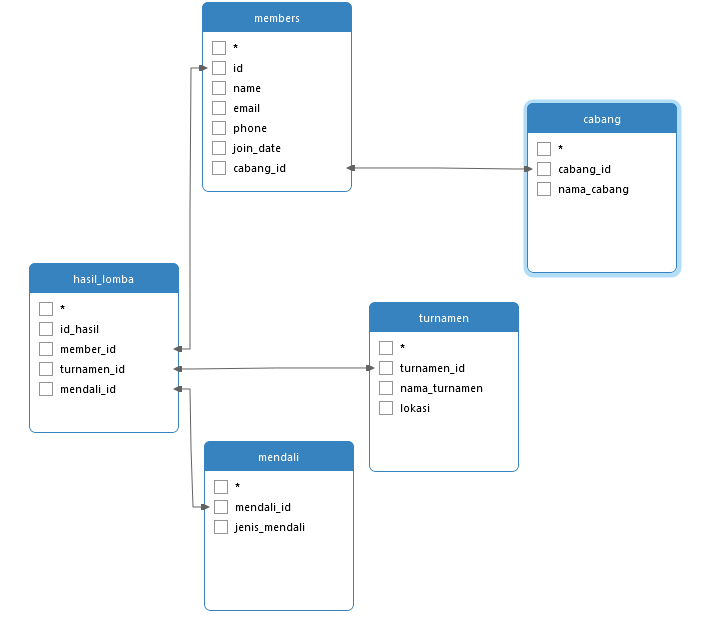 members
*
id
name
email
phone
join_date
cabang_id
cabang
*
cabang_id
nama_cabang
hasil_lomba
*
id_hasil
member_id
turnamen_id
mendali_id
turnamen
*
turnamen_id
nama_turnamen
lokasi
mendali
*
mendali_id
jenis_mendali